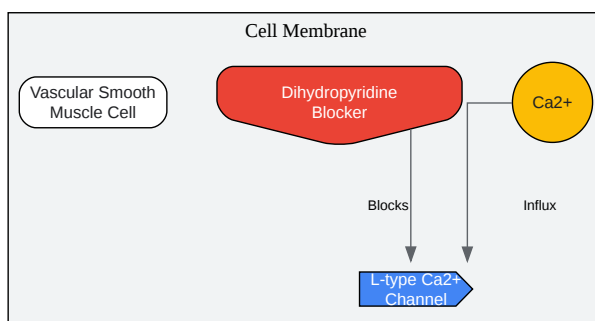 Cell Membrane
Vascular Smooth
Muscle Cell
Dihydropyridine
Blocker
Ca2+
Blocks
Influx
L-type Ca2+
Channel